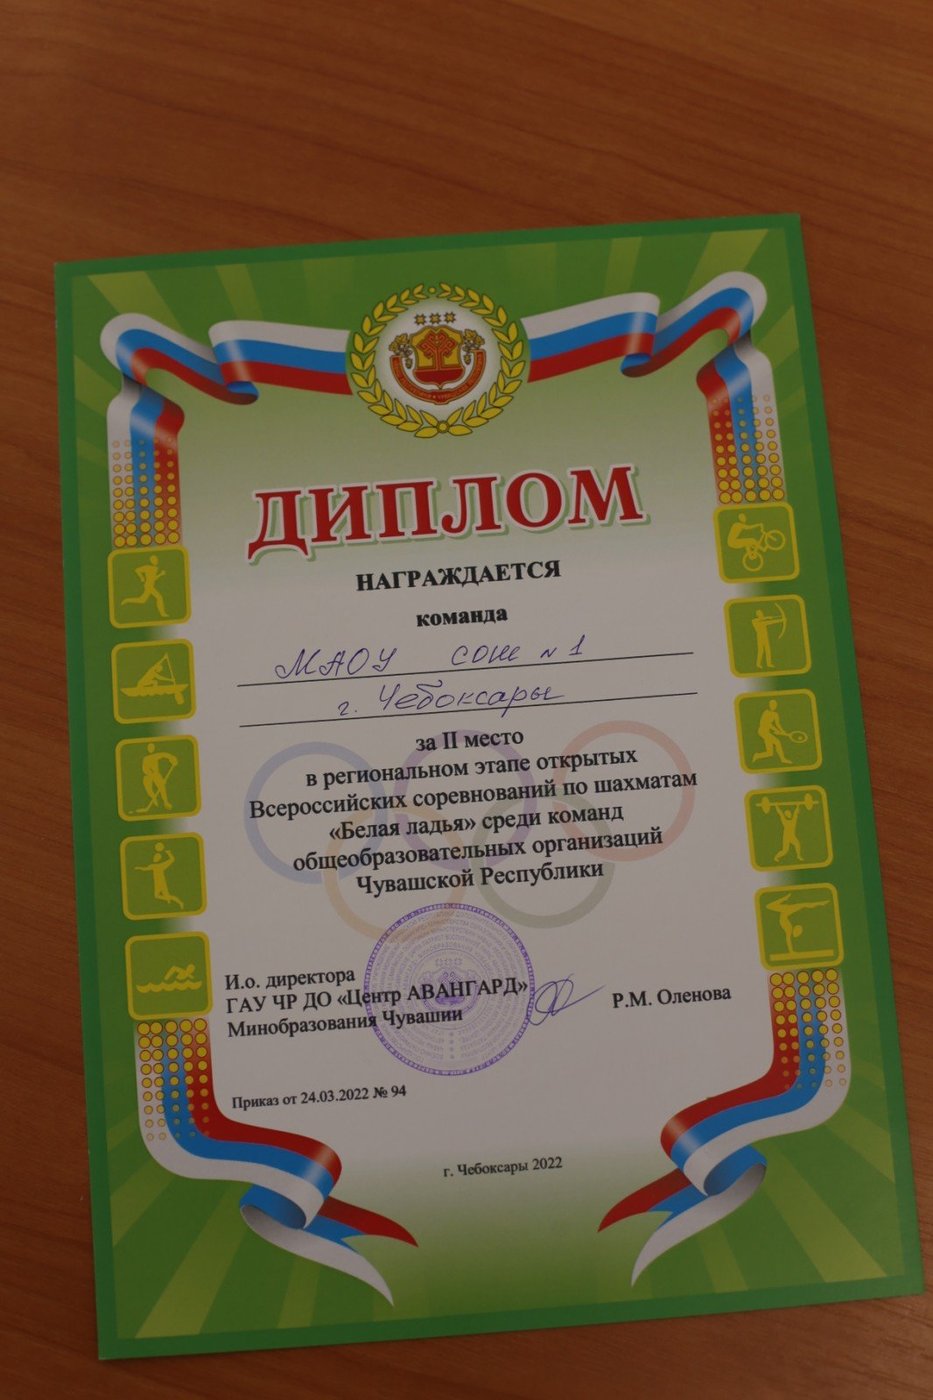 ДИПЛОМ
НАГРАЖДАЕТСЯ
команда
МАОУ СОШ № 1
г. Чебоксары
за II место
в региональном этапе открытых
Всероссийских соревнований по шахматам
«Белая ладья» среди команд
общеобразовательных организаций
Чувашской Республики
И.о. директора
ГАУ ЧР ДО «Центр АВАНГАРД»
Минобразования Чувашии
Р.М. Оленова
Приказ от 24.03.2022 № 94
г. Чебоксары 2022